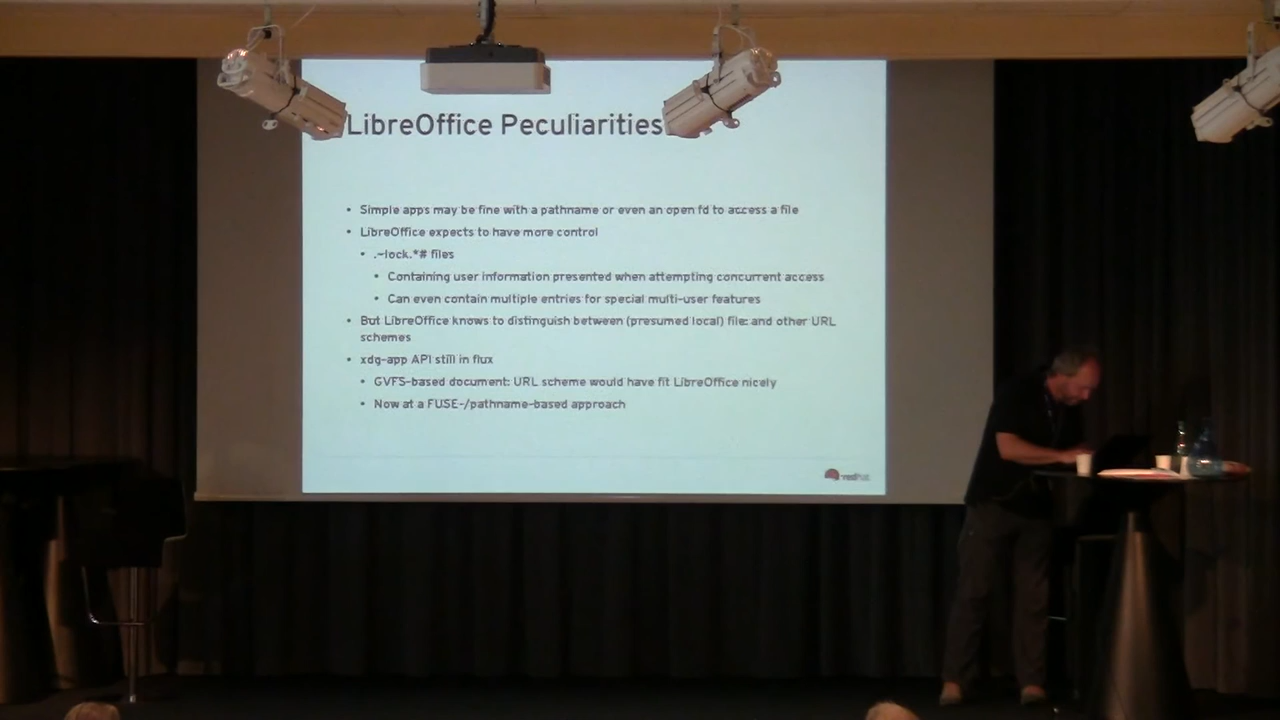 LibreOffice Peculiarities
• Simple apps may be fine with a pathname or even an open fd to access a file
• LibreOffice expects to have more control
• .~lock.*# files
• Containing user information presented when attempting concurrent access
• Can even contain multiple entries for special multi-user features
• But LibreOffice knows to distinguish between (presumed local) file: and other URL
schemes
• xdg-app API still in flux
• GVFS-based document: URL scheme would have fit LibreOffice nicely
• Now at a FUSE-/pathname-based approach
redhat